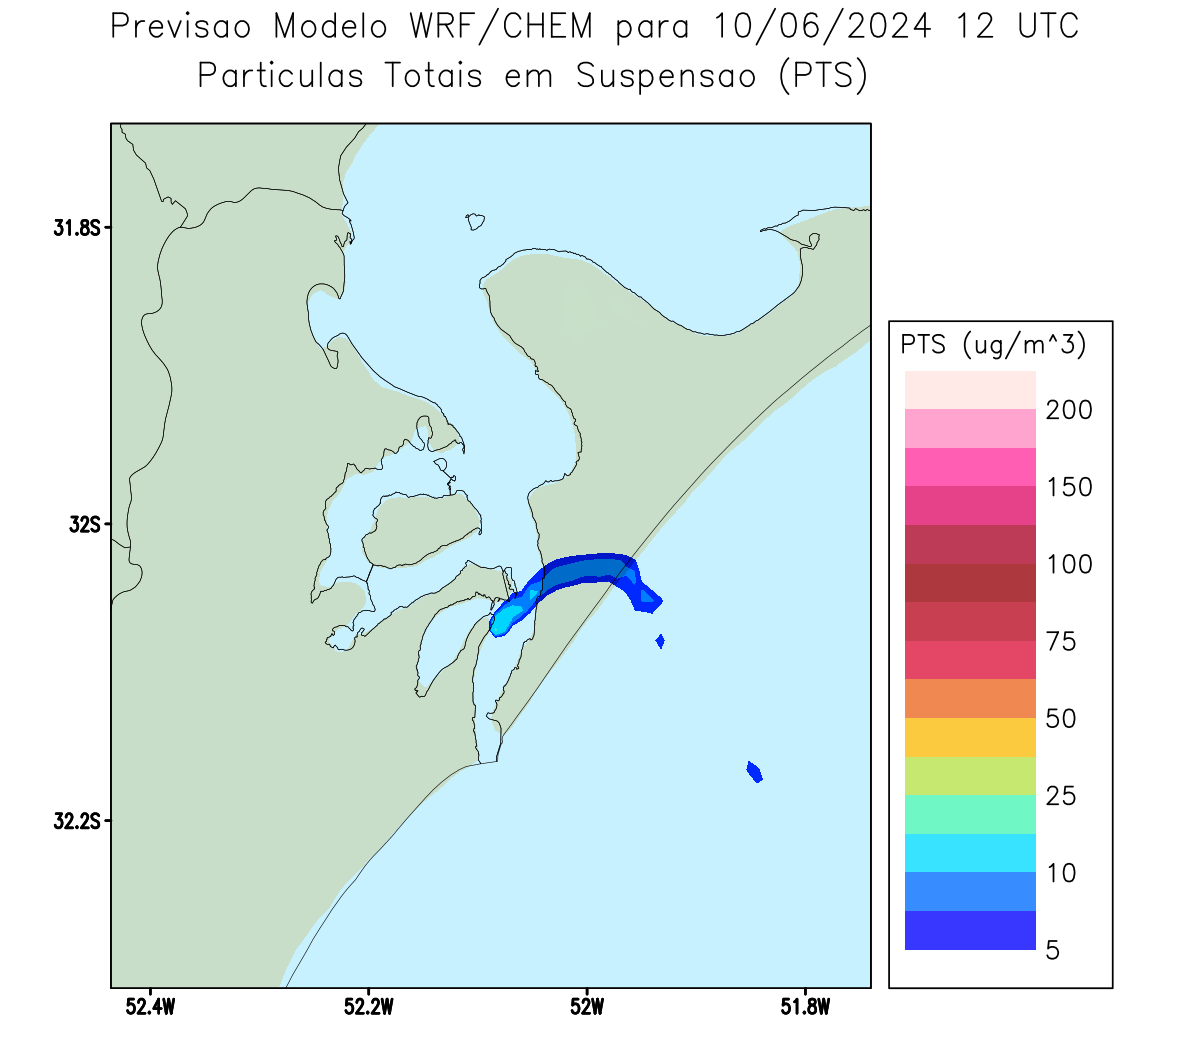 Previsao Modelo WRF/CHEM para 10/06/2024 12 UTC
Particulas Totais em Suspensao (PTS)
31.8S
32S
32.2S
52.4W
52.2W
52W
51.8W
PTS (ug/m^3)
200
150
100
75
50
25
10
5